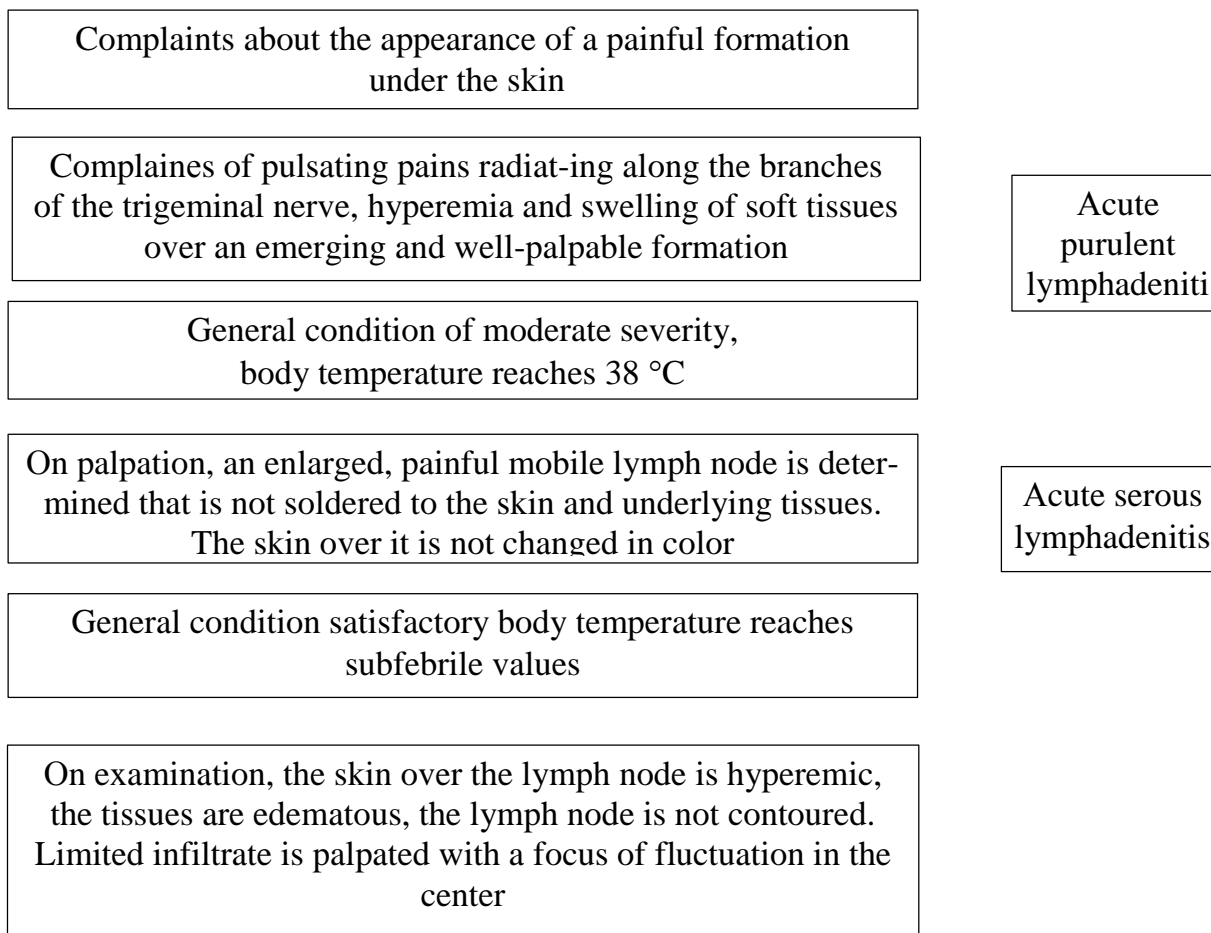 Complaints about the appearance of a painful formation
under the skin
Complaines of pulsating pains radiat-ing along the branches
of the trigeminal nerve, hyperemia and swelling of soft tissues
over an emerging and well-palpable formation
General condition of moderate severity,
body temperature reaches 38 °C
On palpation, an enlarged, painful mobile lymph node is deter-
mined that is not soldered to the skin and underlying tissues.
The skin over it is not changed in color
General condition satisfactory body temperature reaches
subfebrile values
On examination, the skin over the lymph node is hyperemic,
the tissues are edematous, the lymph node is not contoured.
Limited infiltrate is palpated with a focus of fluctuation in the
center
Acute
purulent
lymphadeniti
Acute serous
lymphadenitis